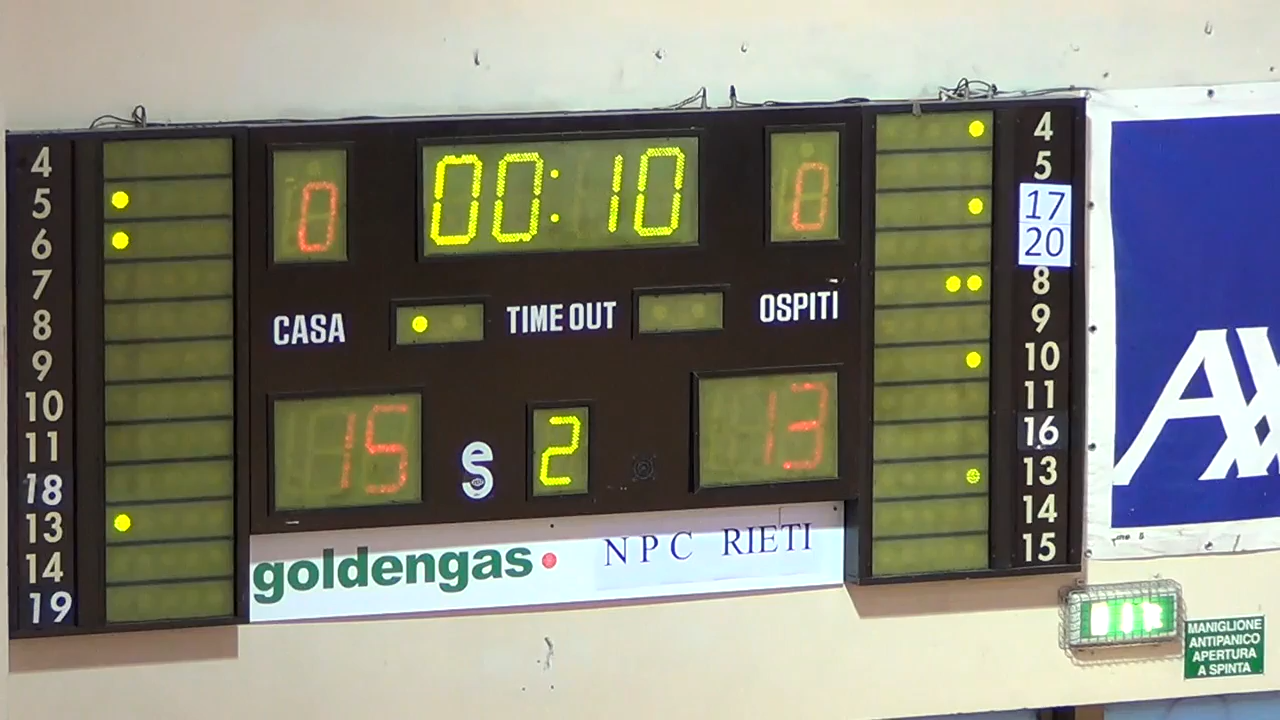 4
5
6
7
8
9
10
11
18
13
14
19
0
00:10
0
CASA
TIME OUT
OSPITI
15
s
2
13
goldengas
NPC RIETI
4
5
17
20
8
9
10
11
16
13
14
15
AX
MANIGLIONE
ANTIPANICO
APERTURA
A SPINTA